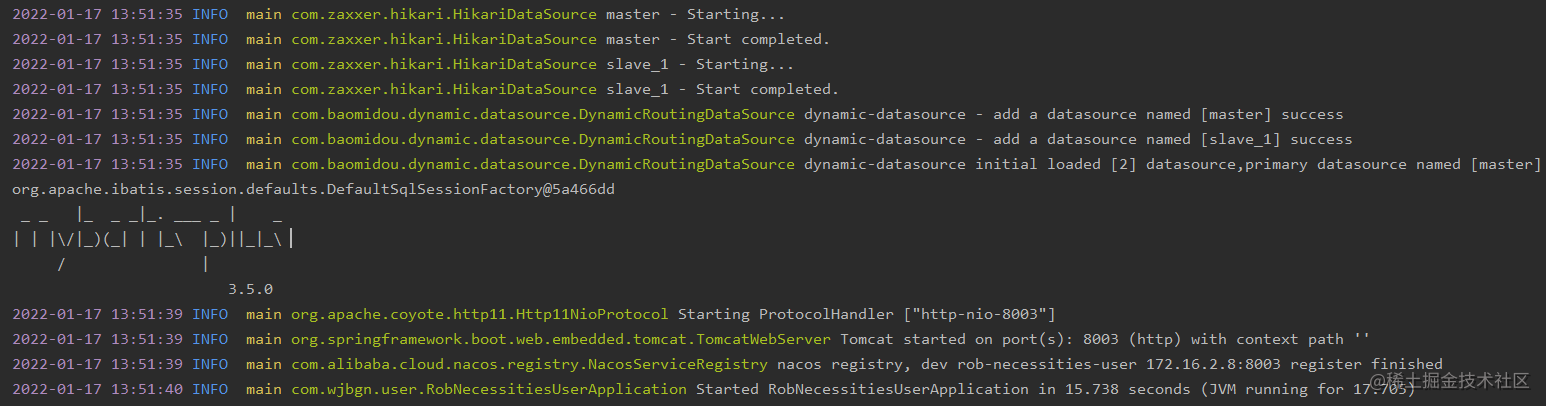 2022-01-17 13:51:35 INFO  main com.zaxxer.hikari.HikariDataSource master - Starting...
2022-01-17 13:51:35 INFO  main com.zaxxer.hikari.HikariDataSource master - Start completed.
2022-01-17 13:51:35 INFO  main com.zaxxer.hikari.HikariDataSource slave_1 - Starting...
2022-01-17 13:51:35 INFO  main com.zaxxer.hikari.HikariDataSource slave_1 - Start completed.
2022-01-17 13:51:35 INFO  main com.baomidou.dynamic.datasource.DynamicRoutingDataSource dynamic-datasource - add a datasource named [master] success
2022-01-17 13:51:35 INFO  main com.baomidou.dynamic.datasource.DynamicRoutingDataSource dynamic-datasource - add a datasource named [slave_1] success
2022-01-17 13:51:35 INFO  main com.baomidou.dynamic.datasource.DynamicRoutingDataSource dynamic-datasource initial loaded [2] datasource,primary datasource named [master]
org.apache.ibatis.session.defaults.DefaultSqlSessionFactory@5a466dd
 _ _   |_  _ _|_. ___ _ |    _
| | |\/|_)(_| | |_\  |_)||_|_\
     /               |
                        3.5.0
2022-01-17 13:51:39 INFO  main org.apache.coyote.http11.Http11NioProtocol Starting ProtocolHandler ["http-nio-8003"]
2022-01-17 13:51:39 INFO  main org.springframework.boot.web.embedded.tomcat.TomcatWebServer Tomcat started on port(s): 8003 (http) with context path ''
2022-01-17 13:51:39 INFO  main com.alibaba.cloud.nacos.registry.NacosServiceRegistry nacos registry, dev rob-necessities-user 172.16.2.8:8003 register finished
2022-01-17 13:51:40 INFO  main com.wjbgn.user.RobNecessitiesUserApplication Started RobNecessitiesUserApplication in 15.738 seconds (JVM running for 17.705)
@稀土掘金技术社区